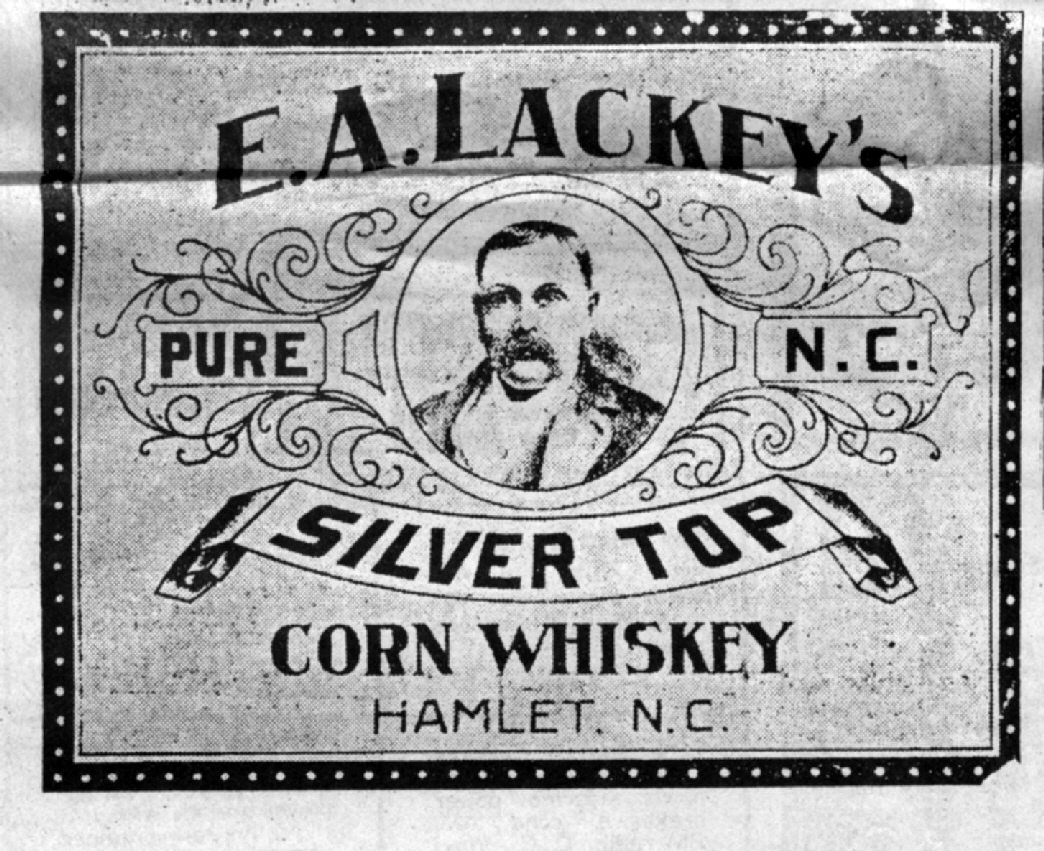 E.A. LACKEY'S
PURE
N.C.
SILVER TOP
CORN WHISKEY
HAMLET. N.C.